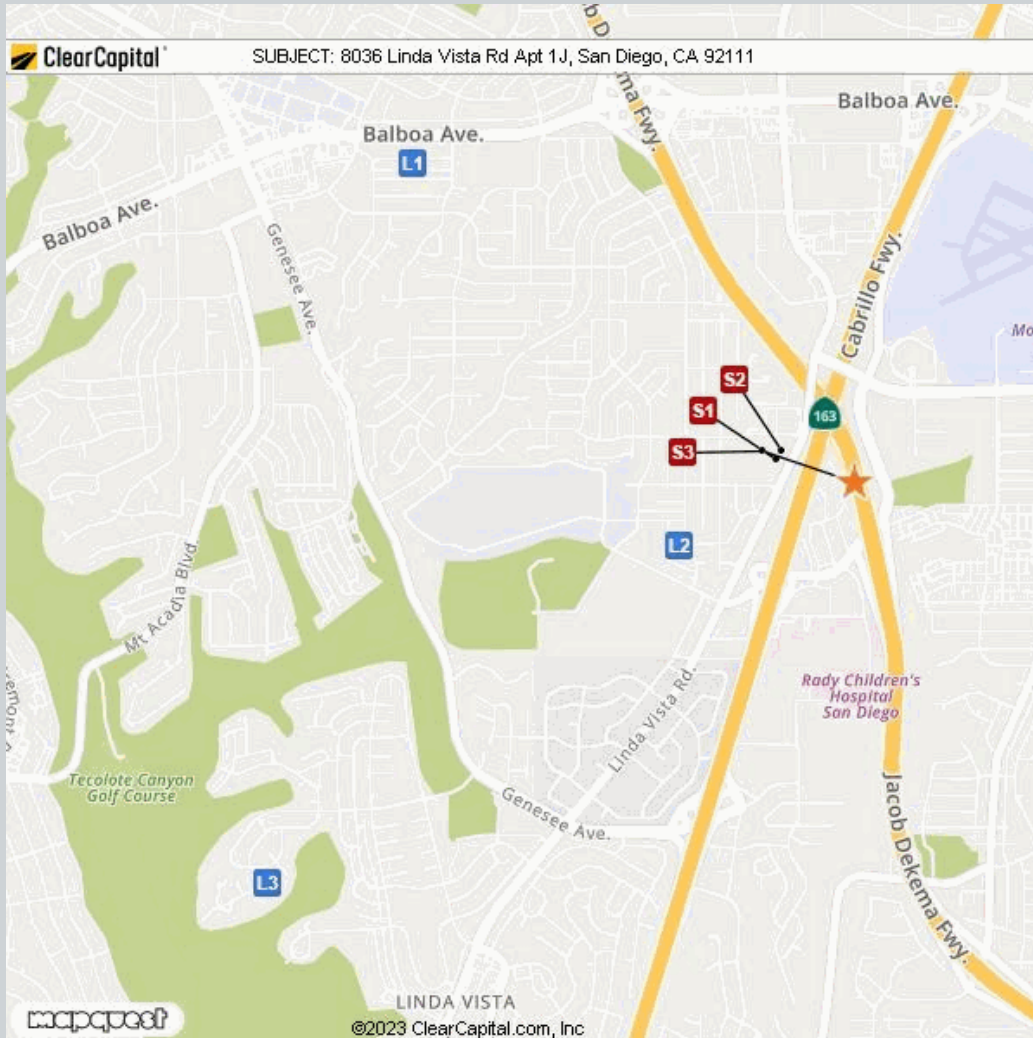 ClearCapital
SUBJECT: 8036 Linda Vista Rd Apt 1J, San Diego, CA 92111
ma Fwy.
Balboa Ave.
Balboa Ave.
L1
Balboa Ave.
Genesee Ave.
Cabrillo Fwy.
S2
S1
163
S3
L2
Mt Acadia Blvd.
Linda Vista Rd.
Rady Children's
Hospital
San Diego
Tecolote Canyon
Golf Course
Genesee Ave.
Jacob Dekema Fwy.
L3
LINDA VISTA
mapquest
©2023 ClearCapital.com, Inc